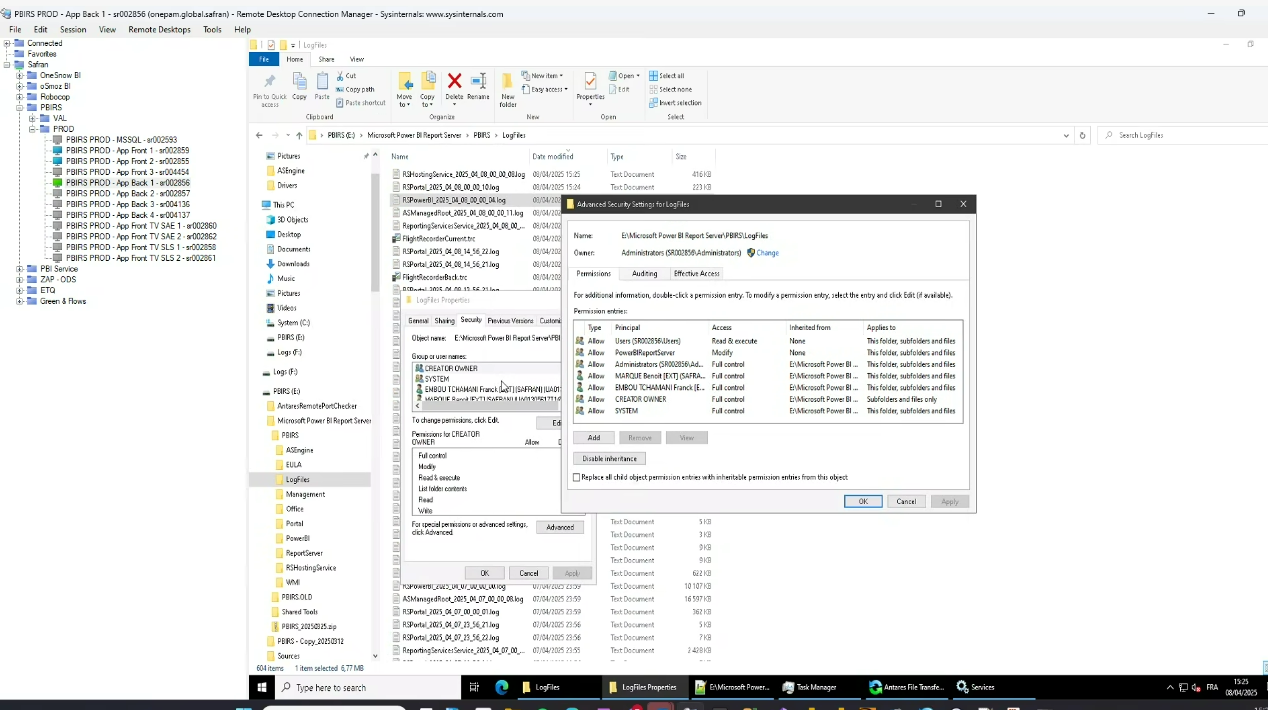 PBIRS PROD - App Back 1 - sr002856 (onepam.global.safran) - Remote Desktop Connection Manager - Sysinternals: www.sysinternals.com
File Edit Session View Remote Desktops Tools Help
Connected
Favorites
Safran
OneSnow BI
oSmoz BI
Robocop
PBIRS
VAL
PROD
PBIRS PROD - MSSQL - sr002593
PBIRS PROD - App Front 1 - sr002859
PBIRS PROD - App Front 2 - sr002855
PBIRS PROD - App Front 3 - sr004454
PBIRS PROD - App Back 1 - sr002856
PBIRS PROD - App Back 2 - sr002857
PBIRS PROD - App Back 3 - sr004136
PBIRS PROD - App Back 4 - sr004137
PBIRS PROD - App Front TV SAE 1 - sr002860
PBIRS PROD - App Front TV SAE 2 - sr002862
PBIRS PROD - App Front TV SLS 1 - sr002858
PBIRS PROD - App Front TV SLS 2 - sr002861
PBI Service
ZAP - ODS
ETQ
Green & Flows
LogFiles
File Home Share View
Pin to Quick access
Copy
Paste
Cut
Copy path
Paste shortcut
Clipboard
Move to
Copy to
Delete
Rename
Organize
New folder
New item
Easy access
New
Properties
Open
Edit
Open
Select all
Select none
Invert selection
Select
PBIRS (E:) > Microsoft Power BI Report Server > PBIRS > LogFiles
Search LogFiles
Pictures
ASEngine
Drivers
This PC
3D Objects
Desktop
Documents
Downloads
Music
Pictures
Videos
System (C:)
PBIRS (E:)
Logs (F:)
Logs (F:)
PBIRS (E:)
AntaresRemotePortChecker
Microsoft Power BI Report Server
PBIRS
ASEngine
EULA
LogFiles
Management
Office
Portal
PowerBI
ReportServer
RSHostingService
WMI
PBIRS.OLD
Shared Tools
PBIRS_20250325.zip
PBIRS - Copy_20250312
Sources
Name Date modified Type Size
RSHostingService_2025_04_08_00_00_08.log 08/04/2025 15:25 Text Document 416 KB
RSPortal_2025_04_08_00_00_10.log 08/04/2025 15:24 Text Document 223 KB
RSPowerBI_2025_04_08_00_00_04.log 08/04/202
ASManagedRoot_2025_04_08_00_00_11.log 08/04/202
ReportingServicesService_2025_04_08_00_... 08/04/202
FlightRecorderCurrent.trc 08/04/202
RSPortal_2025_04_08_14_56_22.log 08/04/202
RSPortal_2025_04_08_14_56_21.log 08/04/202
FlightRecorderBack.trc 08/04/202
LogFiles Properties
General Sharing Security Previous Versions Customi
Object name: E:\Microsoft Power BI Report Server\PBI
Group or user names:
CREATOR OWNER
SYSTEM
To change permissions, click Edit.
Permissions for CREATOR OWNER
Allow
Full control
Modify
Read & execute
List folder contents
Read
Write
For special permissions or advanced settings, click Advanced.
Advanced
OK Cancel Apply
Advanced Security Settings for LogFiles
Name: E:\Microsoft Power BI Report Server\PBIRS\LogFiles
Owner: Administrators (SR002856\Administrators) Change
Permissions Auditing Effective Access
For additional information, double-click a permission entry. To modify a permission entry, select the entry and click Edit (if available).
Permission entries:
Type Principal Access Inherited from Applies to
Allow Users (SR002856\Users) Read & execute None This folder, subfolders and files
Allow PowerBIReportServer Modify None This folder, subfolders and files
Allow Administrators (SR002856\Ad... Full control E:\Microsoft Power BI ... This folder, subfolders and files
Allow MARQUE Benoit [EXT] (SAFRA... Full control E:\Microsoft Power BI ... This folder, subfolders and files
Allow EMBOU TCHAMANI Franck [E... Full control E:\Microsoft Power BI ... This folder, subfolders and files
Allow CREATOR OWNER Full control E:\Microsoft Power BI ... Subfolders and files only
Allow SYSTEM Full control E:\Microsoft Power BI ... This folder, subfolders and files
Add Remove View
Disable inheritance
Replace all child object permission entries with inheritable permission entries from this object
OK Cancel Apply
Text Document 5 KB
Text Document 3 KB
Text Document 0 KB
Text Document 9 KB
Text Document 622 KB
RSPowerBI_2025_04_07_00_00_00.log 07/04/2025 23:59 Text Document 10 107 KB
ASManagedRoot_2025_04_07_00_00_08.log 07/04/2025 23:59 Text Document 16 597 KB
RSPortal_2025_04_07_00_00_01.log 07/04/2025 23:59 Text Document 362 KB
RSPortal_2025_04_07_23_56_21.log 07/04/2025 23:56 Text Document 5 KB
RSPortal_2025_04_07_23_56_22.log 07/04/2025 23:56 Text Document 7 KB
ReportingServicesService_2025_04_07_00_... 07/04/2025 23:55 Text Document 2 428 KB
604 items 1 item selected 6,77 MB
Type here to search
LogFiles
LogFiles Properties
E:\Microsoft Power...
Task Manager
Antares File Transfe...
Services
FRA
15:25
08/04/2025